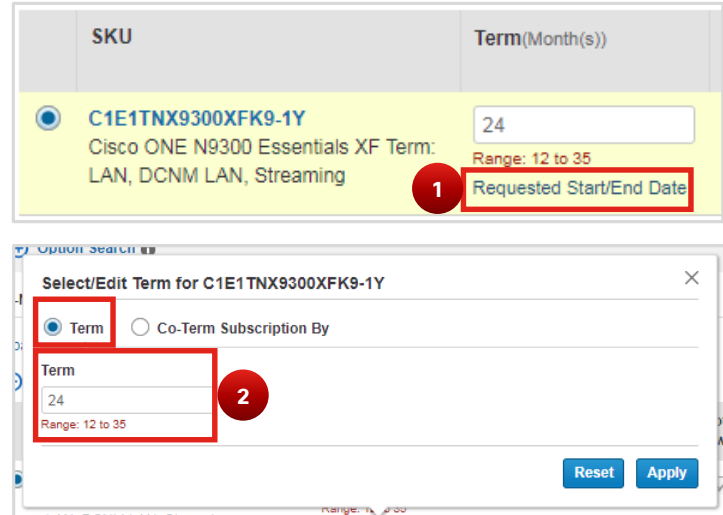 SKU
Term(Month(s))
C1E1TNX9300XFK9-1Y
Cisco ONE N9300 Essentials XF Term:
LAN, DCNM LAN, Streaming
24
Range: 12 to 35
1
Requested Start/End Date
Option Search
Select/Edit Term for C1E1TNX9300XFK9-1Y
Term
Co-Term Subscription By
Term
24
Range: 12 to 35
2
Reset
Apply
Range: